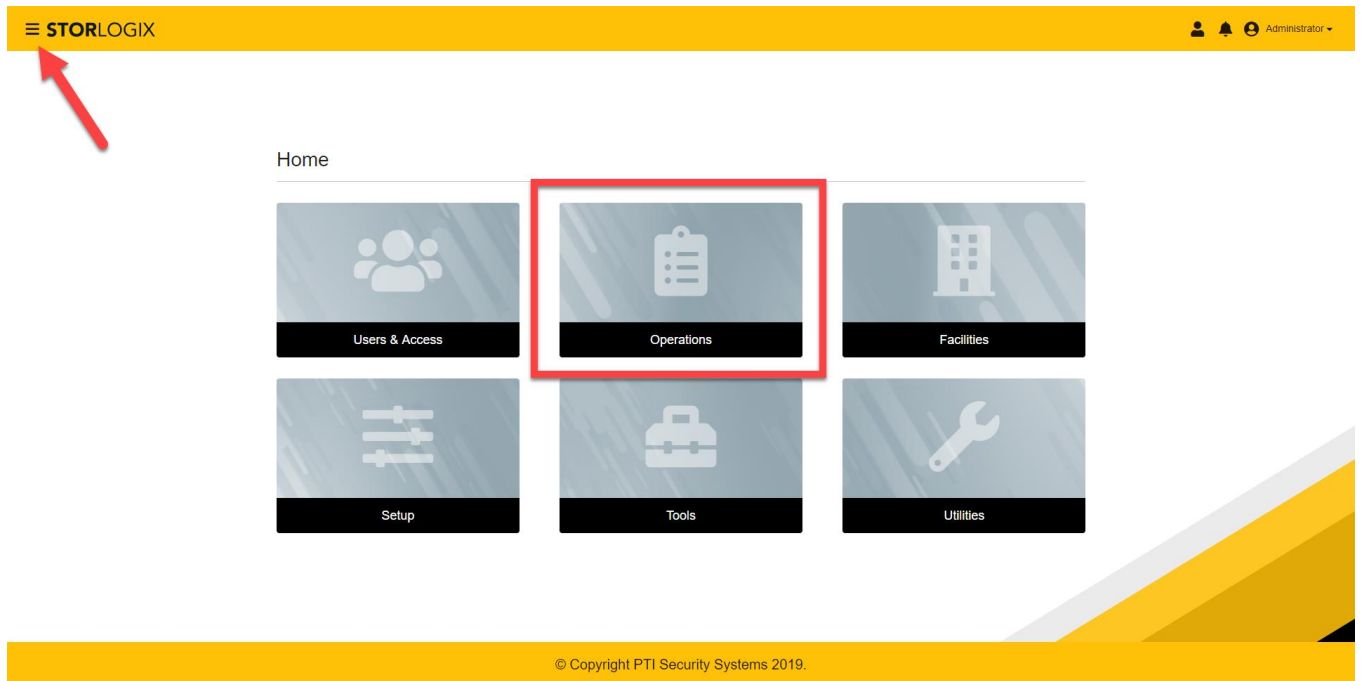 STORLOGIX
Administrator
Home
Users & Access
Operations
Facilities
Setup
Tools
Utilities
© Copyright PTI Security Systems 2019.